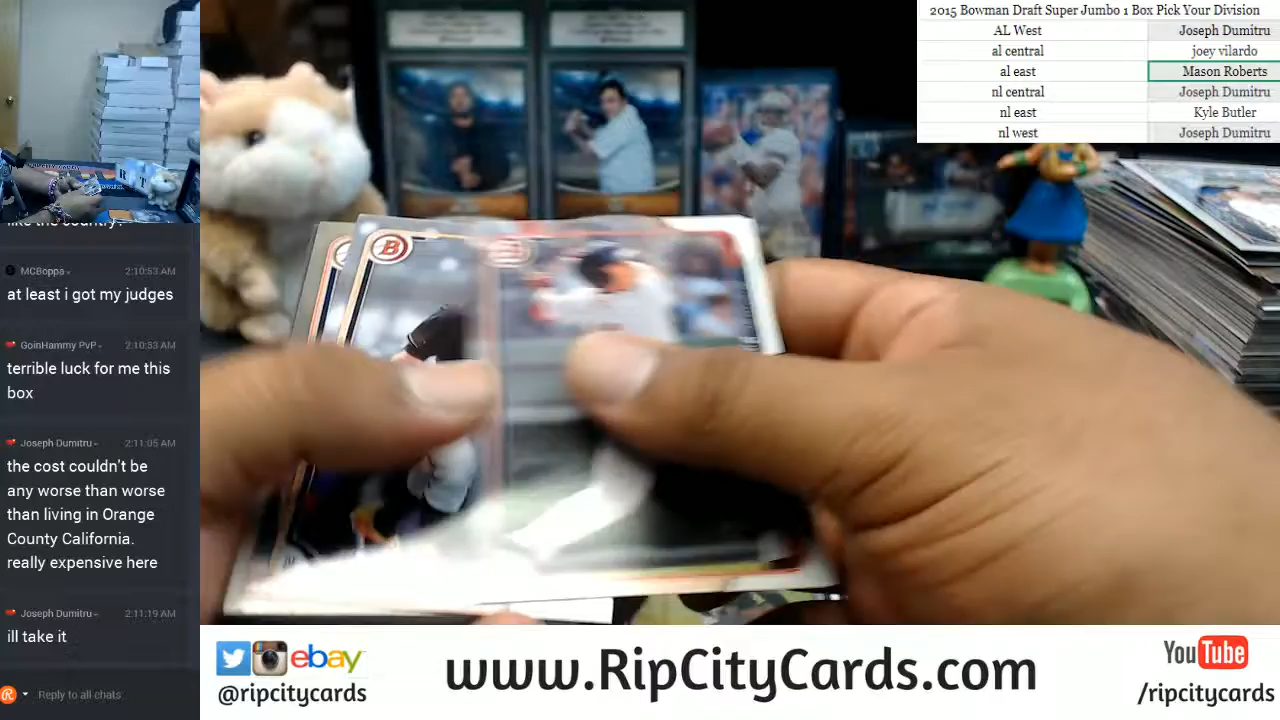 2015 Bowman Draft Super Jumbo 1 Box Pick Your Division
AL West Joseph Dumitru
al central joey vilardo
al east Mason Roberts
nl central Joseph Dumitru
nl east Kyle Butler
nl west Joseph Dumitru
MCBoppa 2:10:53 AM
at least i got my judges
GoinHammy PvP 2:10:53 AM
terrible luck for me this
box
Joseph Dumitru 2:11:05 AM
the cost couldn't be
any worse than worse
than living in Orange
County California.
really expensive here
Joseph Dumitru 2:11:19 AM
ill take it
Reply to all chats
B
ebay
@ripcitycards
www.RipCityCards.com
YouTube
/ripcitycards